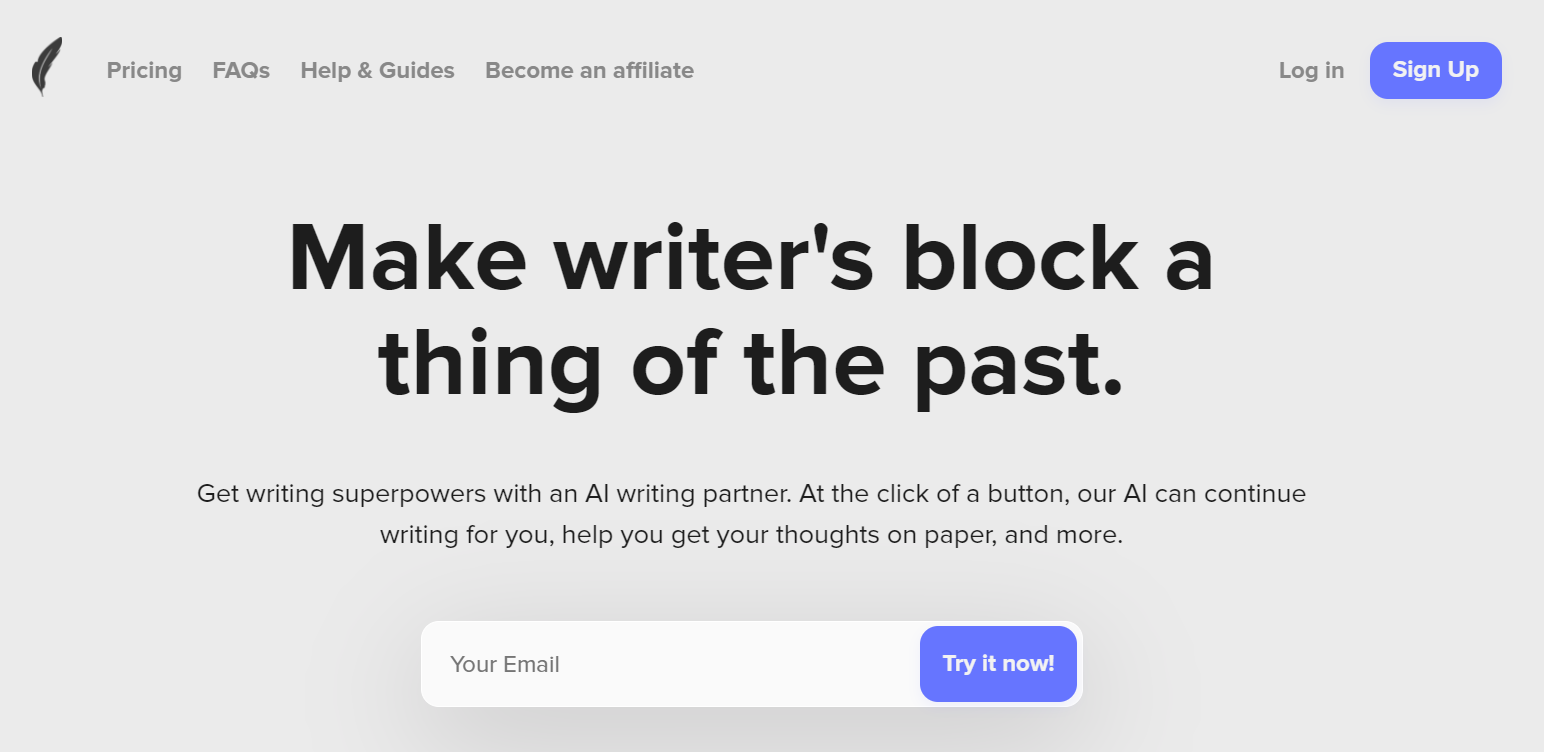 Pricing FAQs Help & Guides Become an affiliate Log in Sign Up
Make writer's block a
thing of the past.
Get writing superpowers with an AI writing partner. At the click of a button, our AI can continue
writing for you, help you get your thoughts on paper, and more.
Your Email Try it now!